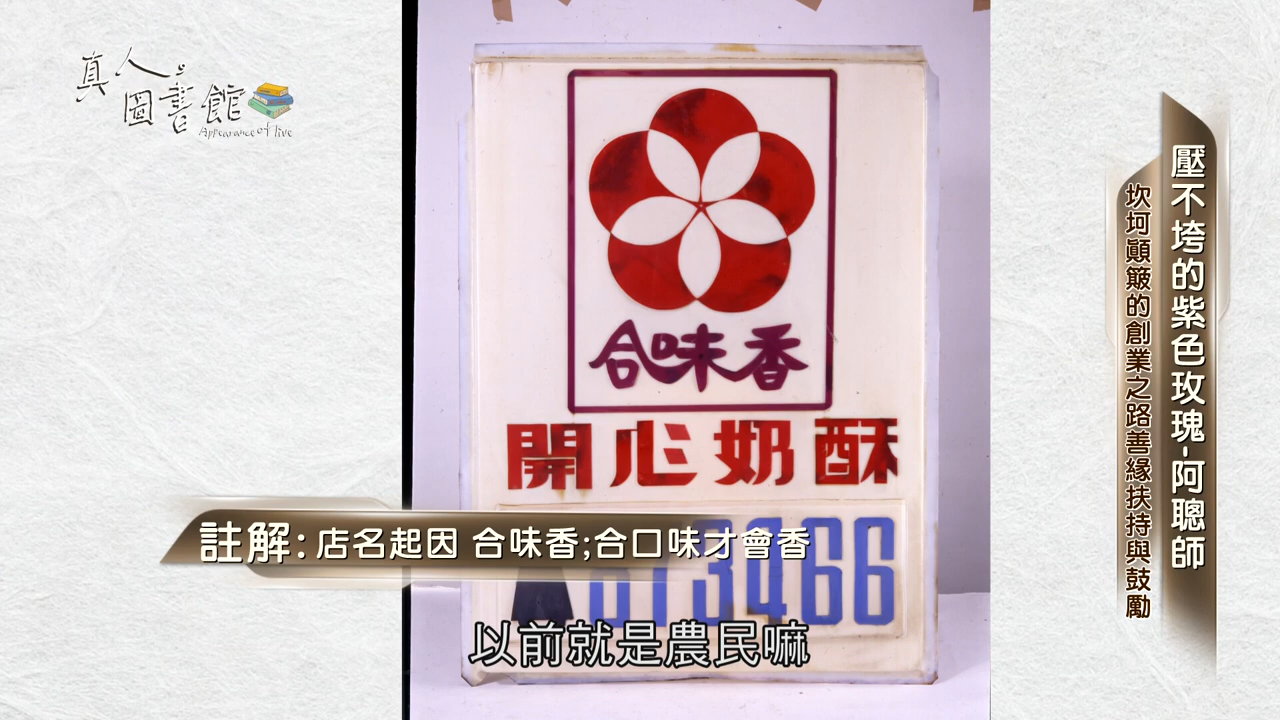 真人
圖書館
Appearance of live
合味香
開心奶酥
673466
註解:店名起因 合味香;合口味才會香
以前就是農民嘛
壓不垮的紫色玫瑰-阿聰師
坎坷顛簸的創業之路善緣扶持與鼓勵